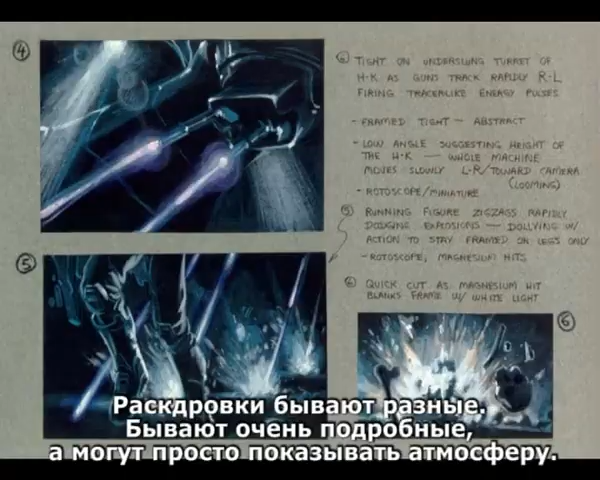 ④
⑥ TIGHT ON UNDERSLUNG TURRET OF
H-K AS GUNS TRACK RAPIDLY R-L
FIRING TRACERLIKE ENERGY PULSES
- FRAMED TIGHT — ABSTRACT
- LOW ANGLE SUGGESTING HEIGHT OF
THE H-K — WHOLE MACHINE
MOVES SLOWLY L-R/TOWARD CAMERA
(LOOMING)
- ROTOSCOPE/MINIATURE
⑤ RUNNING FIGURE ZIGZAGS RAPIDLY
DODGING EXPLOSIONS — DOLLYING W/
ACTION TO STAY FRAMED ON LEGS ONLY
- ROTOSCOPE, MAGNESIUM HITS
⑤
⑥ QUICK CUT AS MAGNESIUM HIT
BLANKS FRAME W/ WHITE LIGHT
⑥
Раскдровки бывают разные.
Бывают очень подробные,
а могут просто показывать атмосферу.